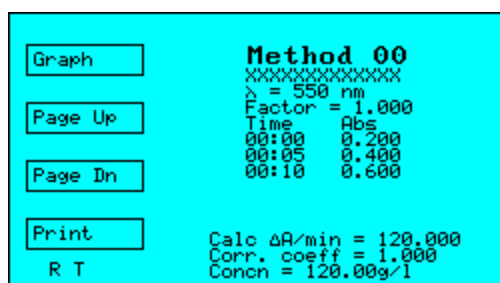 Graph
Page Up
Page Dn
Print
R T
Method 00
XXXXXXXXXXXXX
λ = 550 nm
Factor = 1.000
Time Abs
00:00 0.200
00:05 0.400
00:10 0.600
Calc ΔA/min = 120.000
Corr. coeff = 1.000
Concn = 120.00g/l